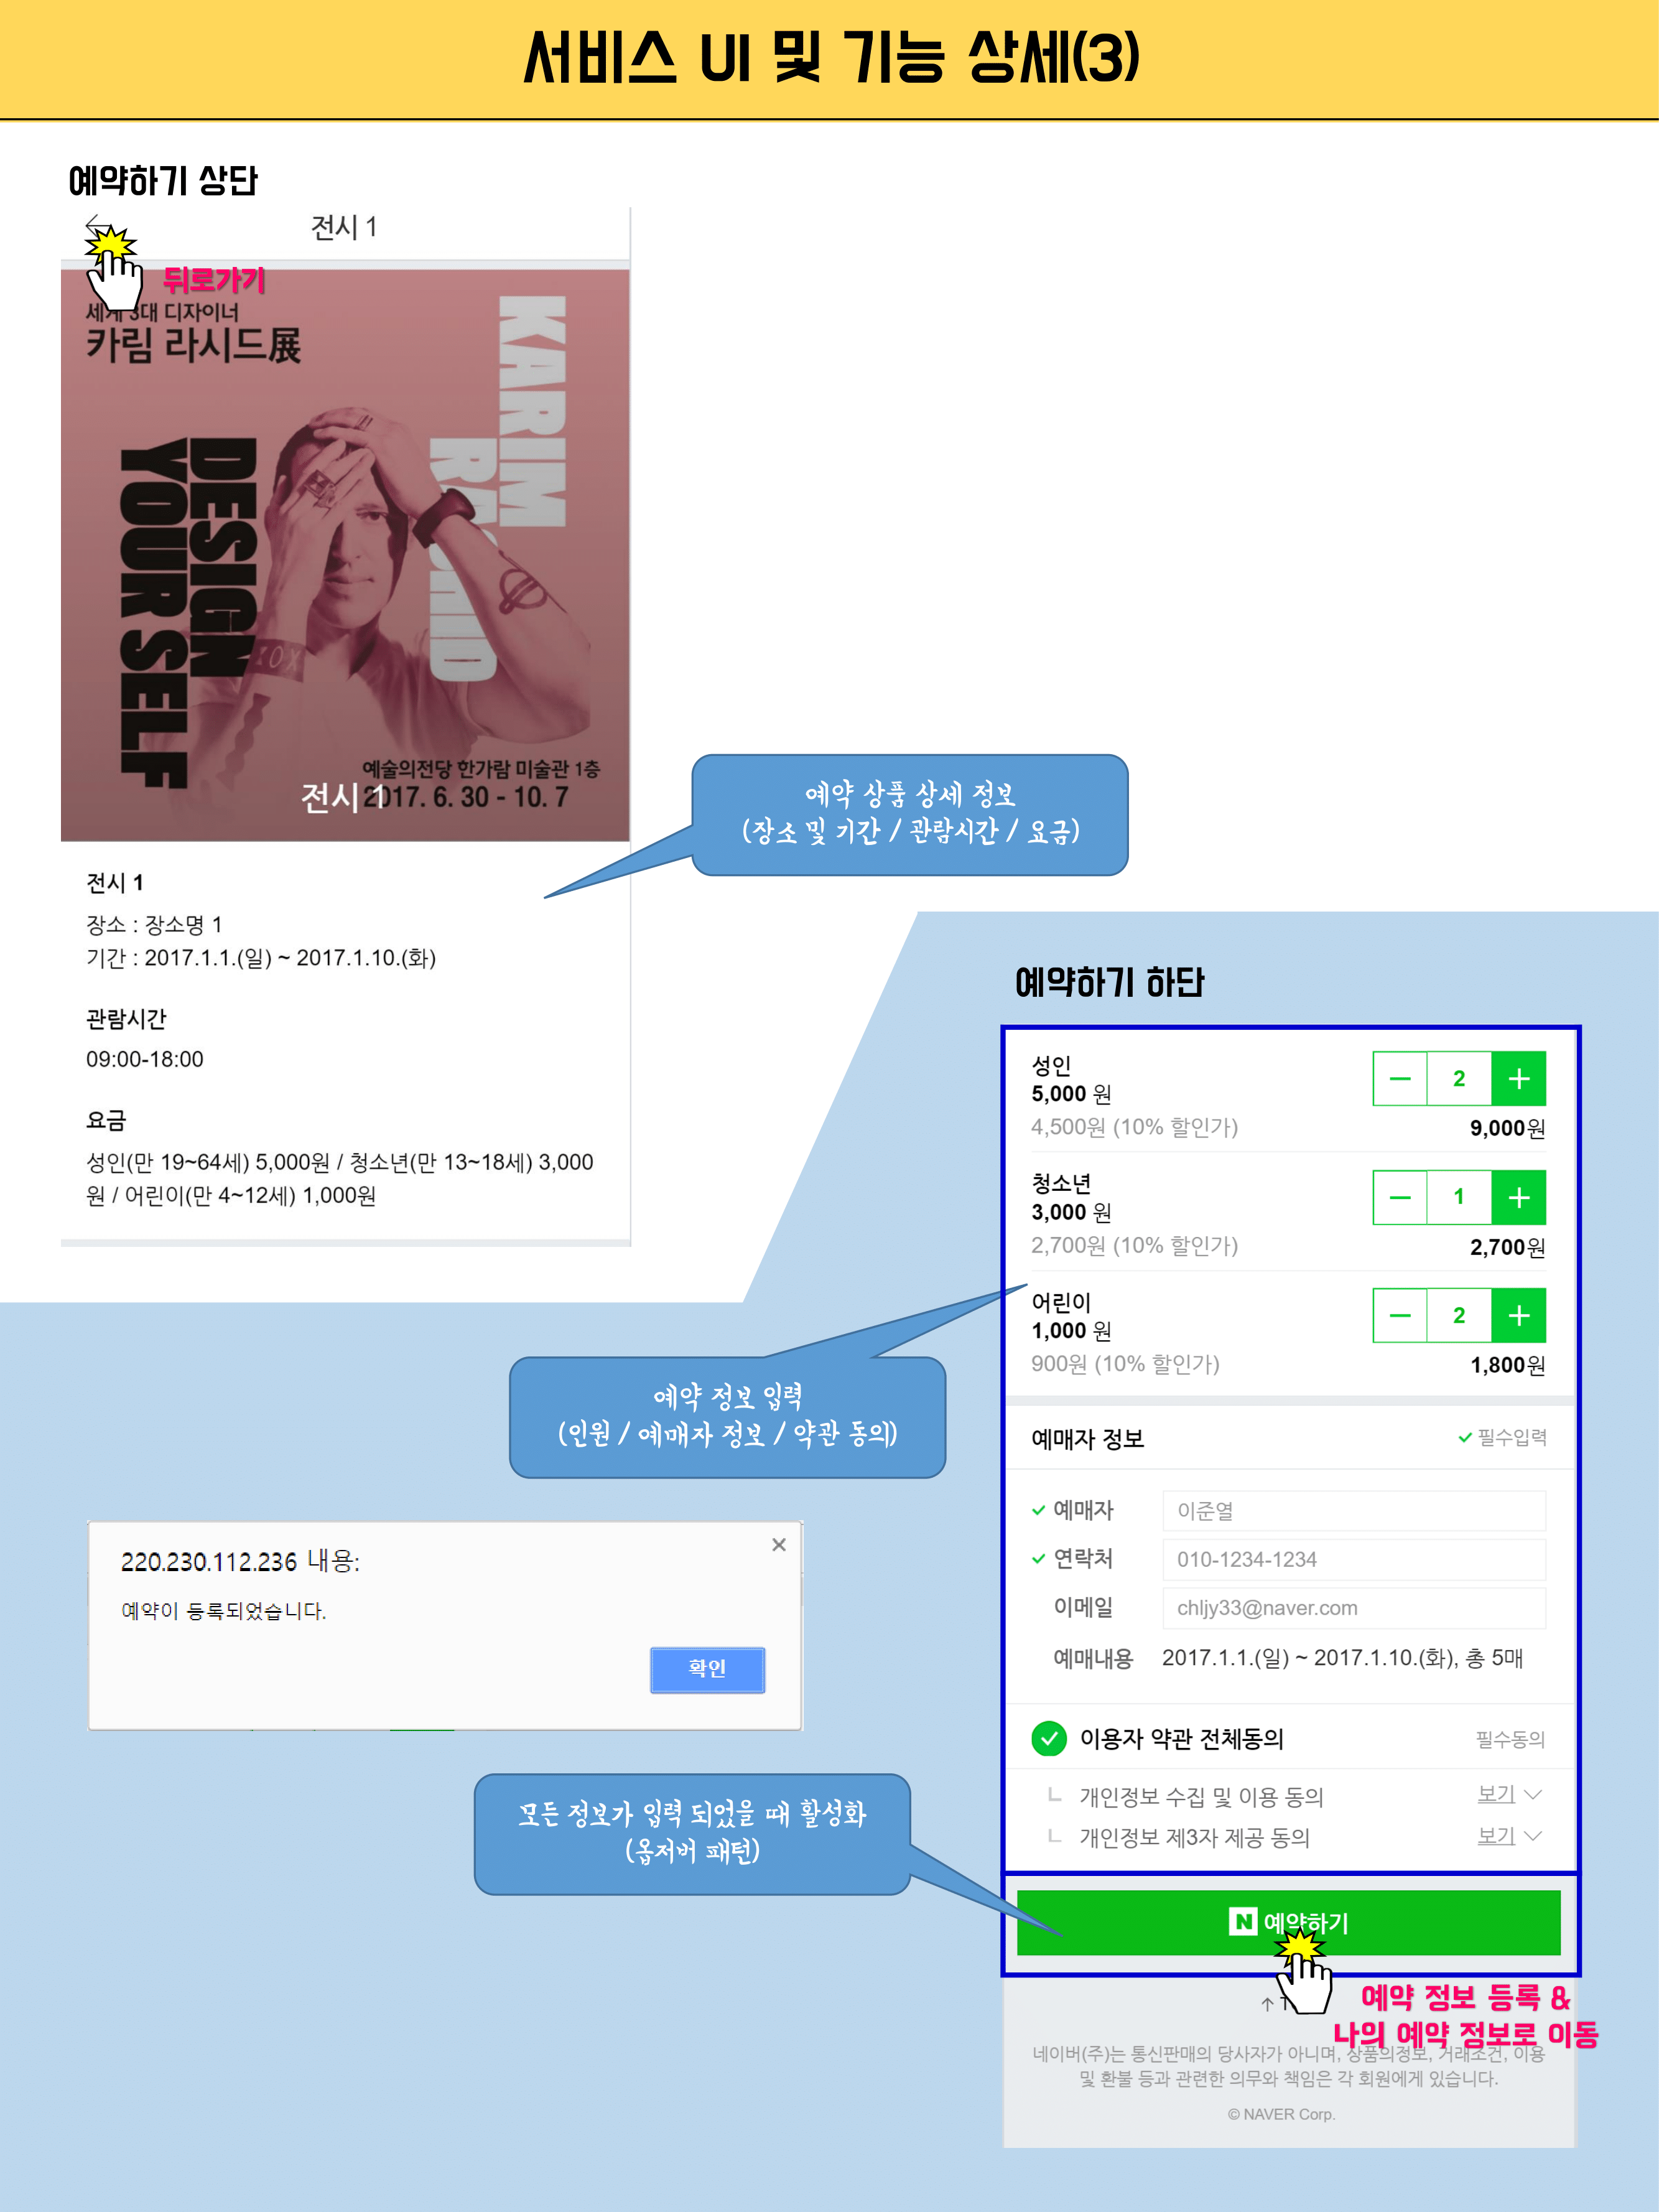 서비스 UI 및 기능 상세(3)
예약하기 상단
전시 1
뒤로가기
세계 3대 디자이너
카림 라시드展
KARIM
RASHID
DESIGN
YOURSELF
XOX
예술의전당 한가람 미술관 1층
2017. 6. 30 - 10. 7
전시 1
예약 상품 상세 정보
(장소 및 기간 / 관람시간 / 요금)
전시 1
장소 : 장소명 1
기간 : 2017.1.1.(일) ~ 2017.1.10.(화)
관람시간
09:00-18:00
요금
성인(만 19~64세) 5,000원 / 청소년(만 13~18세) 3,000
원 / 어린이(만 4~12세) 1,000원
예약하기 하단
성인
5,000 원
2
4,500원 (10% 할인가) 9,000원
청소년
3,000 원
1
2,700원 (10% 할인가) 2,700원
어린이
1,000 원
2
900원 (10% 할인가) 1,800원
예약 정보 입력
(인원 / 예매자 정보 / 약관 동의)
예매자 정보 필수입력
예매자 이준열
연락처 010-1234-1234
이메일 chljy33@naver.com
예매내용 2017.1.1.(일) ~ 2017.1.10.(화), 총 5매
220.230.112.236 내용:
예약이 등록되었습니다.
확인
이용자 약관 전체동의 필수동의
개인정보 수집 및 이용 동의 보기
개인정보 제3자 제공 동의 보기
모든 정보가 입력 되었을 때 활성화
(옵저버 패턴)
N 예약하기
예약 정보 등록 &
나의 예약 정보로 이동
네이버(주)는 통신판매의 당사자가 아니며, 상품의정보, 거래조건, 이용
및 환불 등과 관련한 의무와 책임은 각 회원에게 있습니다.
© NAVER Corp.